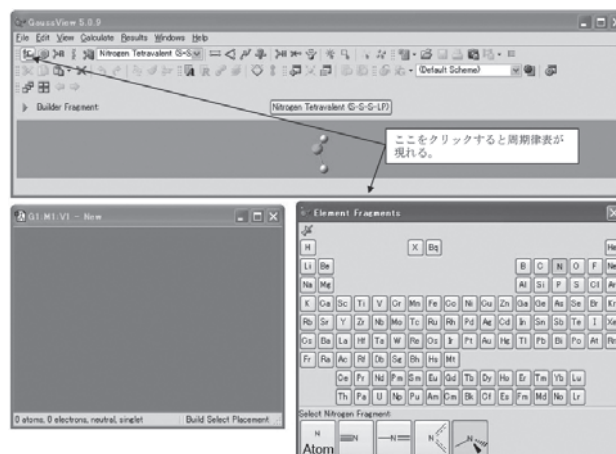 GaussView 5.0.9
File Edit View Calculate Results Windows Help
Nitrogen Tetravalent (S-S
(Default Scheme)
Builder Fragment:
Nitrogen Tetravalent (S-S-S-LP)
ここをクリックすると周期律表が
現れる。
G1:M1:V1 - New
0 atoms, 0 electrons, neutral, singlet
Build Select Placement
Element Fragments
H X Bq He
Li Be B C N O F Ne
Na Mg Al Si P S Cl Ar
K Ca Sc Ti V Cr Mn Fe Co Ni Cu Zn Ga Ge As Se Br Kr
Rb Sr Y Zr Nb Mo Tc Ru Rh Pd Ag Cd In Sn Sb Te I Xe
Cs Ba La Hf Ta W Re Os Ir Pt Au Hg Tl Pb Bi Po At Rn
Fr Ra Ac Rf Db Sg Bh Hs Mt
Ce Pr Nd Pm Sm Eu Gd Tb Dy Ho Er Tm Yb Lu
Th Pa U Np Pu Am Cm Bk Cf Es Fm Md No Lr
Select Nitrogen Fragment:
N
Atom
N
N
N
N